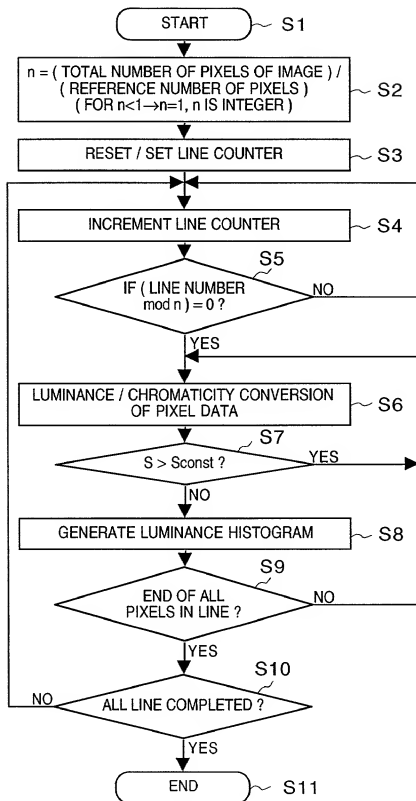 START
S1
n = ( TOTAL NUMBER OF PIXELS OF IMAGE ) /
( REFERENCE NUMBER OF PIXELS )
( FOR n<1→n=1, n IS INTEGER )
S2
RESET / SET LINE COUNTER
S3
INCREMENT LINE COUNTER
S4
S5
IF ( LINE NUMBER
mod n ) = 0 ?
NO
YES
LUMINANCE / CHROMATICITY CONVERSION
OF PIXEL DATA
S6
S7
S > Sconst ?
YES
NO
GENERATE LUMINANCE HISTOGRAM
S8
S9
END OF ALL
PIXELS IN LINE ?
NO
YES
S10
NO
ALL LINE COMPLETED ?
YES
END
S11